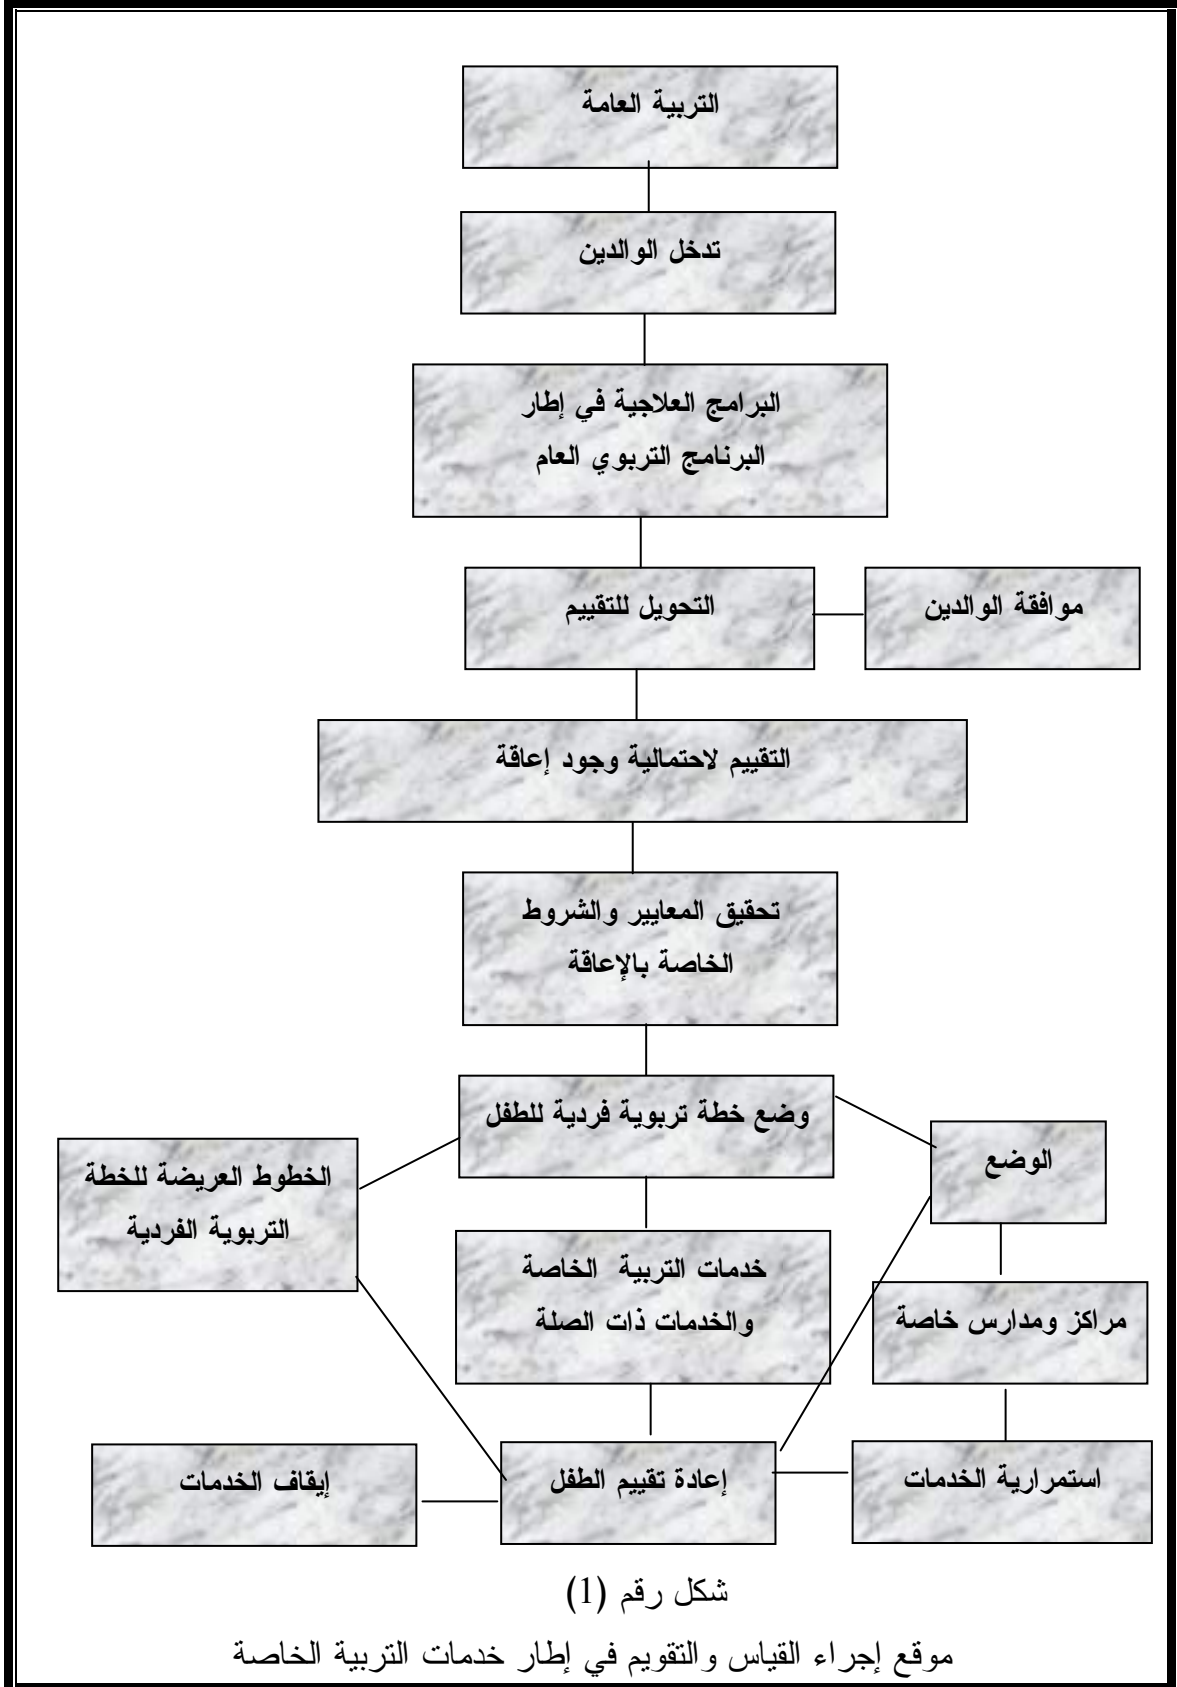 التربية العامة
تدخل الوالدين
البرامج العلاجية في إطار
البرنامج التربوي العام
التحويل للتقييم
موافقة الوالدين
التقييم لاحتمالية وجود إعاقة
تحقيق المعايير والشروط
الخاصة بالإعاقة
وضع خطة تربوية فردية للطفل
الوضع
الخطوط العريضة للخطة
التربوية الفردية
خدمات التربية الخاصة
والخدمات ذات الصلة
مراكز ومدارس خاصة
استمرارية الخدمات
إعادة تقييم الطفل
إيقاف الخدمات
شكل رقم (1)
موقع إجراء القياس والتقويم في إطار خدمات التربية الخاصة